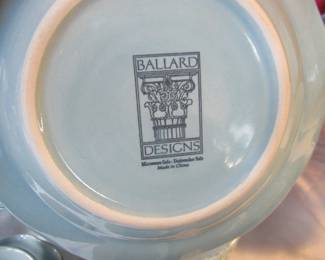 BALLARD
DESIGNS
Microwave Safe - Dishwasher Safe
Made in China